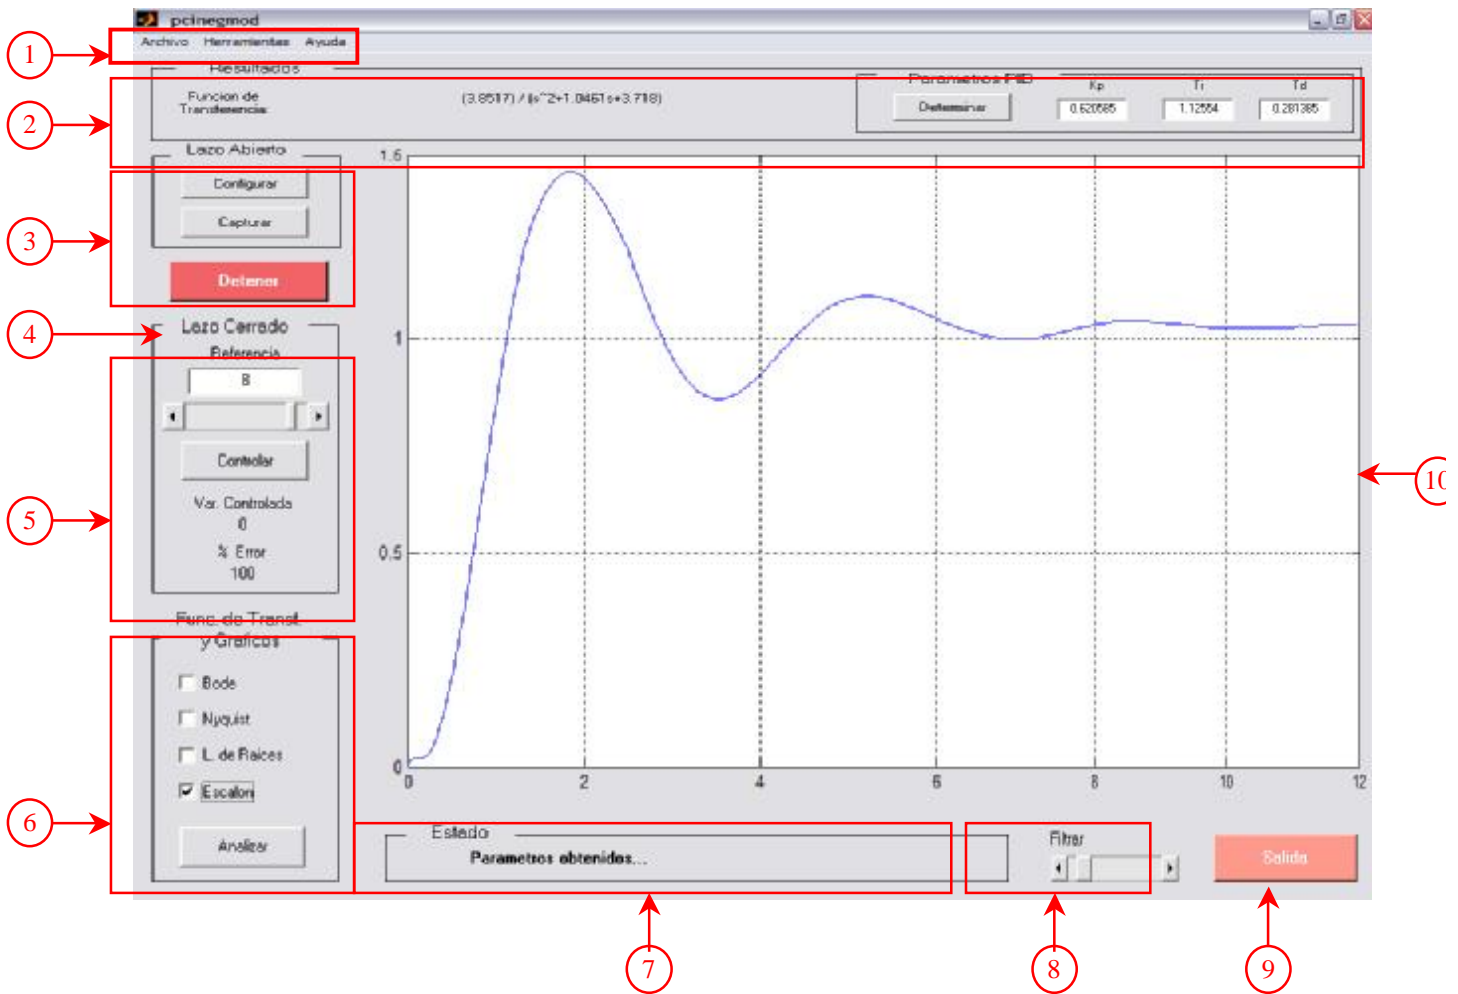 pcinegmod
Archivo Herramientas Ayuda
1
Resultados
Funcion de
Transferencia:
(3.8517) / (s^2+1.0461s+3.718)
Parametros PID
Determinar
Kp
Ti
Td
0.620585
1.12554
0.281385
2
Lazo Abierto
Configurar
Capturar
3
Detener
4
Lazo Cerrado
Referencia
8
Controlar
Var. Controlada
0
% Error
100
5
Func. de Transf.
y Graficos
Bode
Nyquist
L. de Raices
Escalon
Analizar
6
1.5
1
0.5
0
0 2 4 6 8 10 12
10
Estado
Parametros obtenidos...
Filtrar
Salida
7
8
9